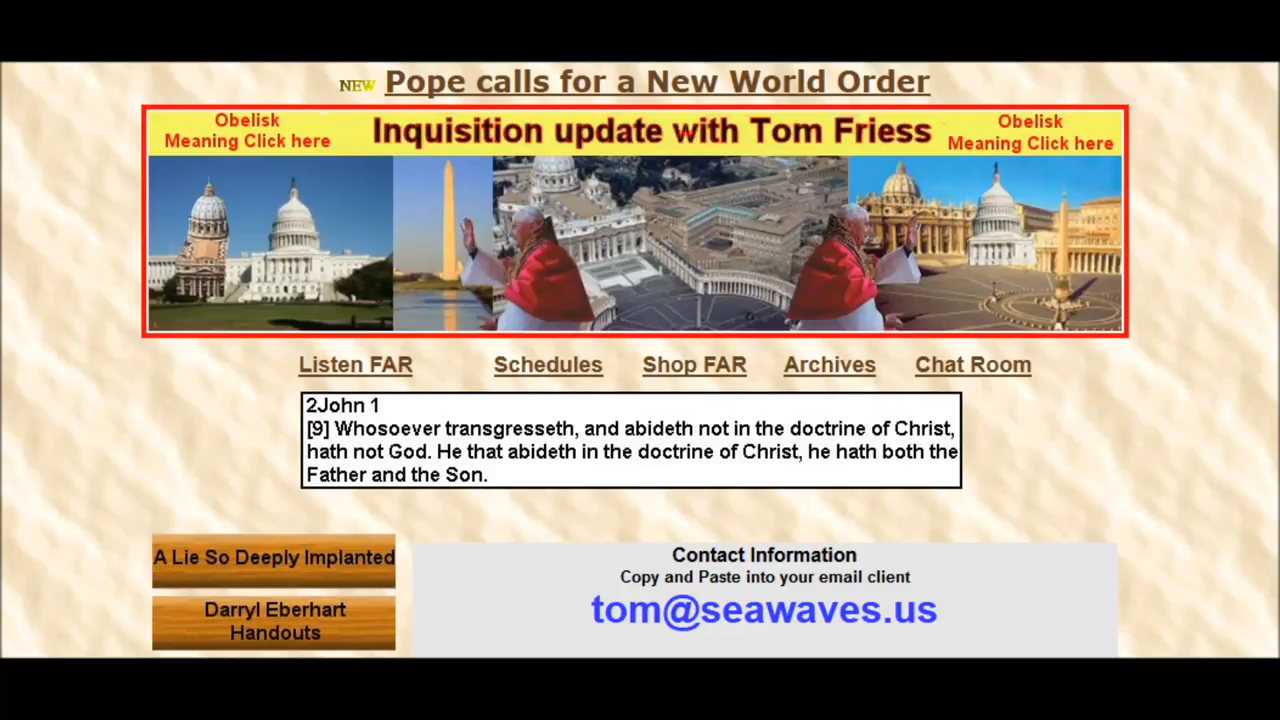 NEW Pope calls for a New World Order
Obelisk
Meaning Click here
Inquisition update with Tom Friess
Obelisk
Meaning Click here
Listen FAR Schedules Shop FAR Archives Chat Room
2John 1
[9] Whosoever transgresseth, and abideth not in the doctrine of Christ,
hath not God. He that abideth in the doctrine of Christ, he hath both the
Father and the Son.
A Lie So Deeply Implanted
Darryl Eberhart
Handouts
Contact Information
Copy and Paste into your email client
tom@seawaves.us